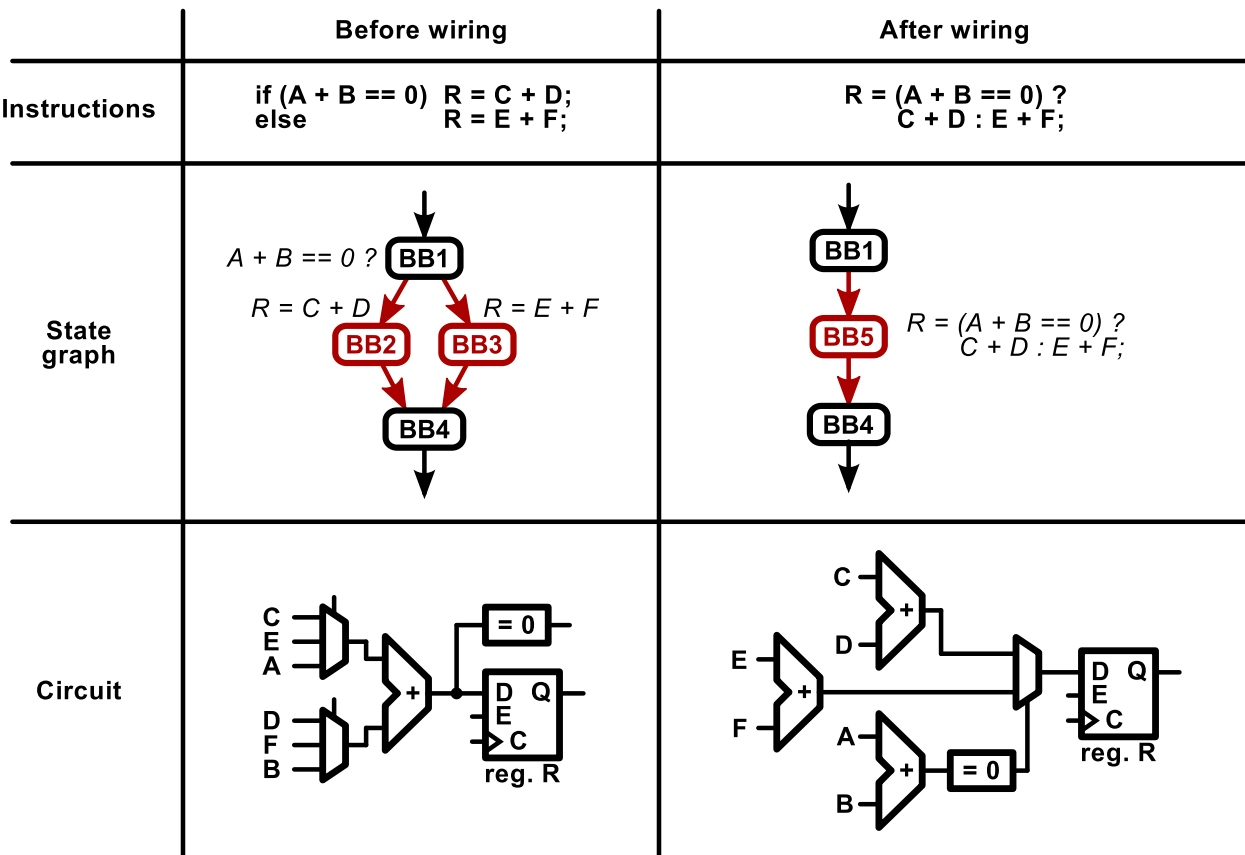 Before wiring
After wiring
Instructions
if (A + B == 0) R = C + D;
else R = E + F;
R = (A + B == 0) ?
C + D : E + F;
State
graph
A + B == 0 ?
BB1
R = C + D
R = E + F
BB2
BB3
BB4
BB1
BB5
R = (A + B == 0) ?
C + D : E + F;
BB4
Circuit
C
E
A
D
F
B
+
= 0
D Q
E
C
reg. R
C
D
+
E
F
+
A
B
+
= 0
D Q
E
C
reg. R